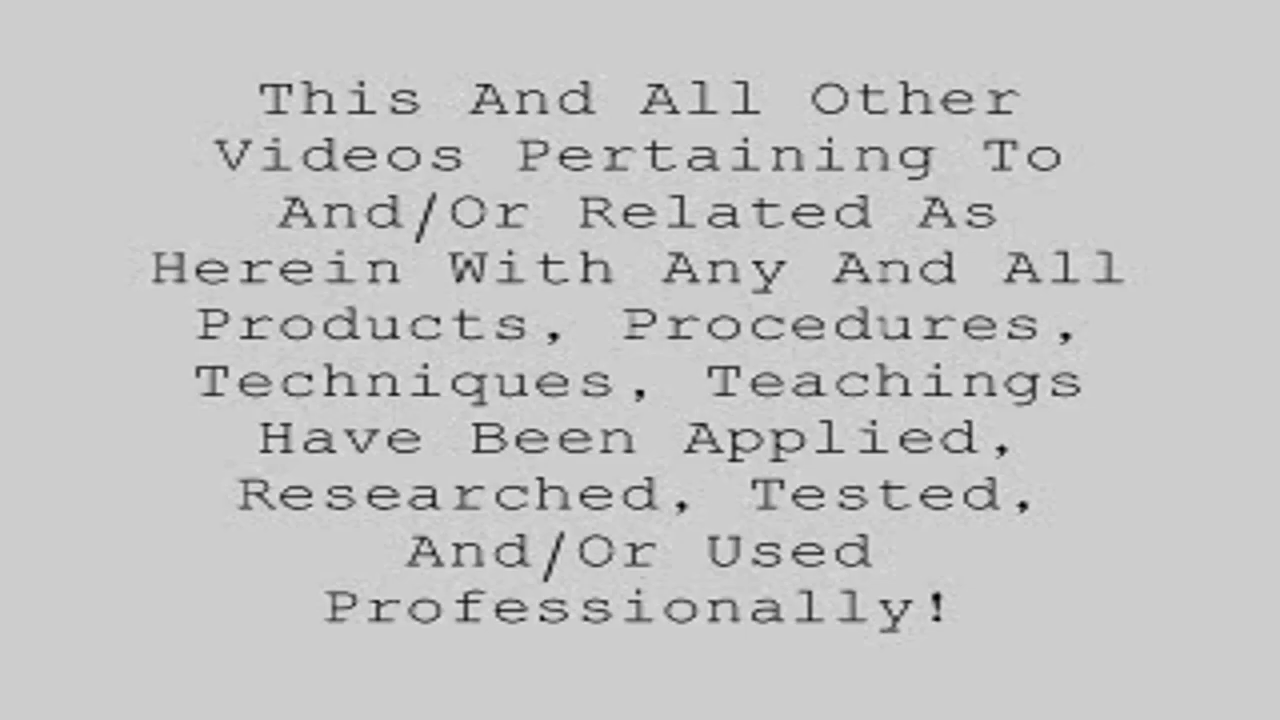 This And All Other
Videos Pertaining To
And/Or Related As
Herein With Any And All
Products, Procedures,
Techniques, Teachings
Have Been Applied,
Researched, Tested,
And/Or Used
Professionally!